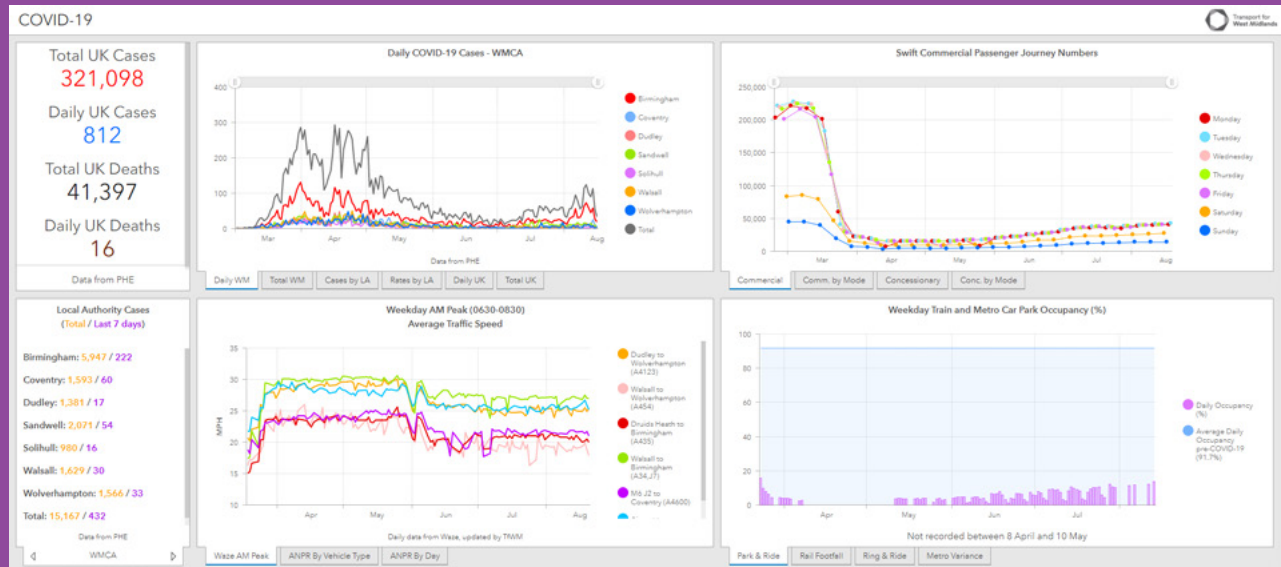 COVID-19
Transport for
West Midlands
Total UK Cases
321,098
Daily UK Cases
812
Total UK Deaths
41,397
Daily UK Deaths
16
Data from PHE
Daily COVID-19 Cases - WMCA
400
300
200
100
0
Mar
Apr
May
Jun
Jul
Aug
Birmingham
Coventry
Dudley
Sandwell
Solihull
Walsall
Wolverhampton
Total
Data from PHE
Daily WM
Total WM
Cases by LA
Rates by LA
Daily UK
Total UK
Swift Commercial Passenger Journey Numbers
250,000
200,000
150,000
100,000
50,000
0
Mar
Apr
May
Jun
Jul
Aug
Monday
Tuesday
Wednesday
Thursday
Friday
Saturday
Sunday
Commercial
Comm. by Mode
Concessionary
Conc. by Mode
Local Authority Cases
(Total / Last 7 days)
Birmingham: 5,947 / 222
Coventry: 1,593 / 60
Dudley: 1,381 / 17
Sandwell: 2,071 / 54
Solihull: 980 / 16
Walsall: 1,629 / 30
Wolverhampton: 1,566 / 33
Total: 15,167 / 432
Data from PHE
WMCA
Weekday AM Peak (0630-0830)
Average Traffic Speed
MPH
35
30
25
20
15
10
Apr
May
Jun
Jul
Aug
Dudley to
Wolverhampton
(A4123)
Walsall to
Wolverhampton
(A454)
Druids Heath to
Birmingham
(A435)
Walsall to
Birmingham
(A34,J7)
M6 J2 to
Coventry (A4600)
Daily data from Waze, updated by TfWM
Waze AM Peak
ANPR By Vehicle Type
ANPR By Day
Weekday Train and Metro Car Park Occupancy (%)
100
80
60
40
20
0
Apr
May
Jun
Jul
Daily Occupancy
(%)
Average Daily
Occupancy
pre-COVID-19
(91.7%)
Not recorded between 8 April and 10 May
Park & Ride
Rail Footfall
Ring & Ride
Metro Variance